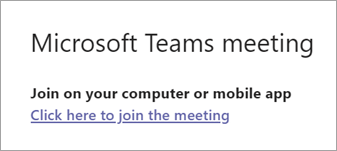 Microsoft Teams meeting
Join on your computer or mobile app
Click here to join the meeting